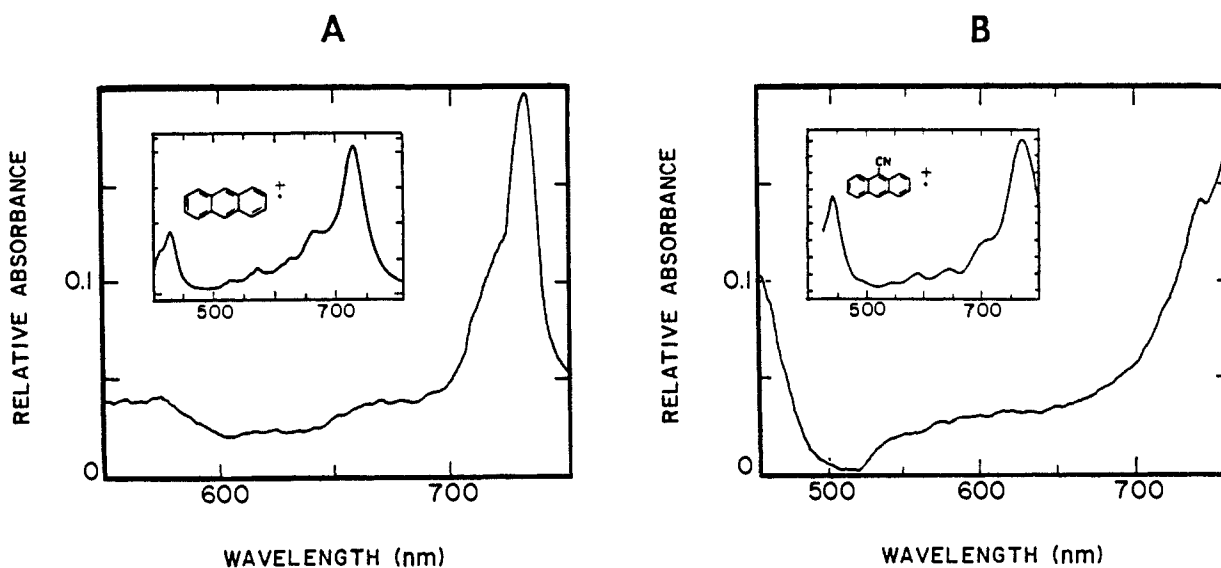 A
RELATIVE ABSORBANCE
0.1
0
600
700
WAVELENGTH (nm)
500
700
+
·
B
RELATIVE ABSORBANCE
0.1
0
500
600
700
WAVELENGTH (nm)
CN
+
·
500
700